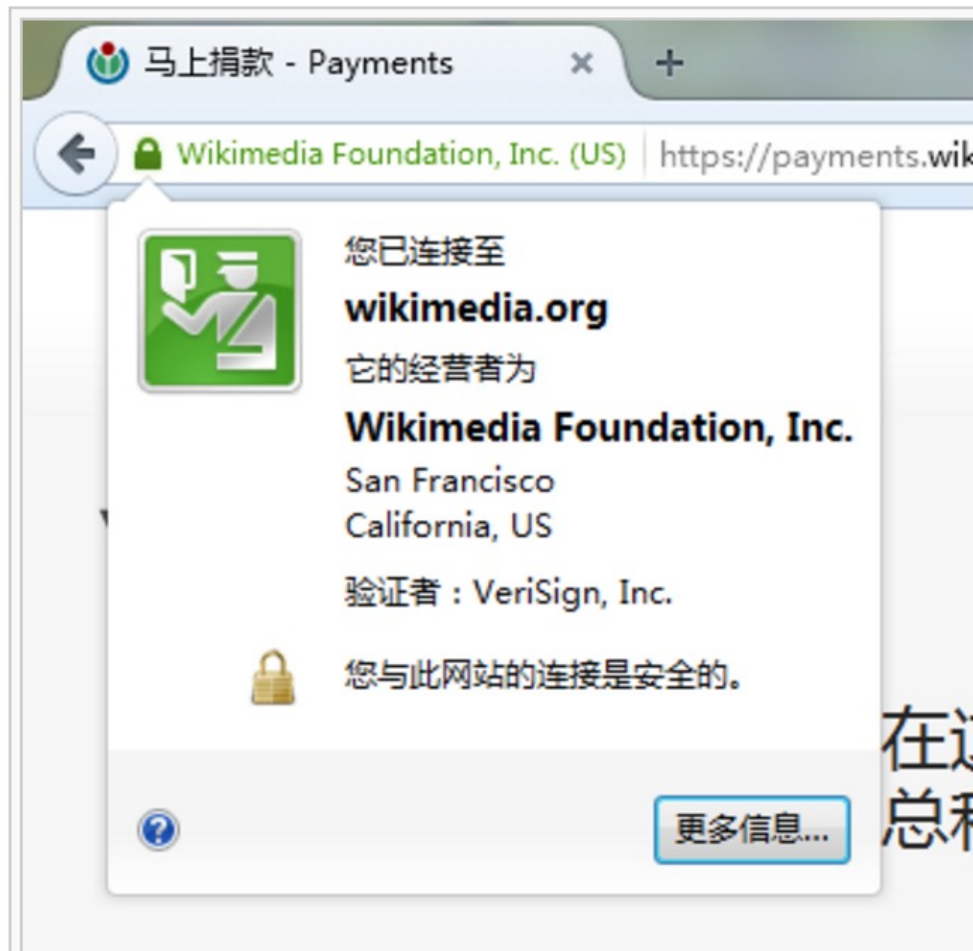 马上捐款 - Payments
Wikimedia Foundation, Inc. (US) https://payments.wik
您已连接至
wikimedia.org
它的经营者为
Wikimedia Foundation, Inc.
San Francisco
California, US
验证者：VeriSign, Inc.
您与此网站的连接是安全的。
在
总
更多信息...